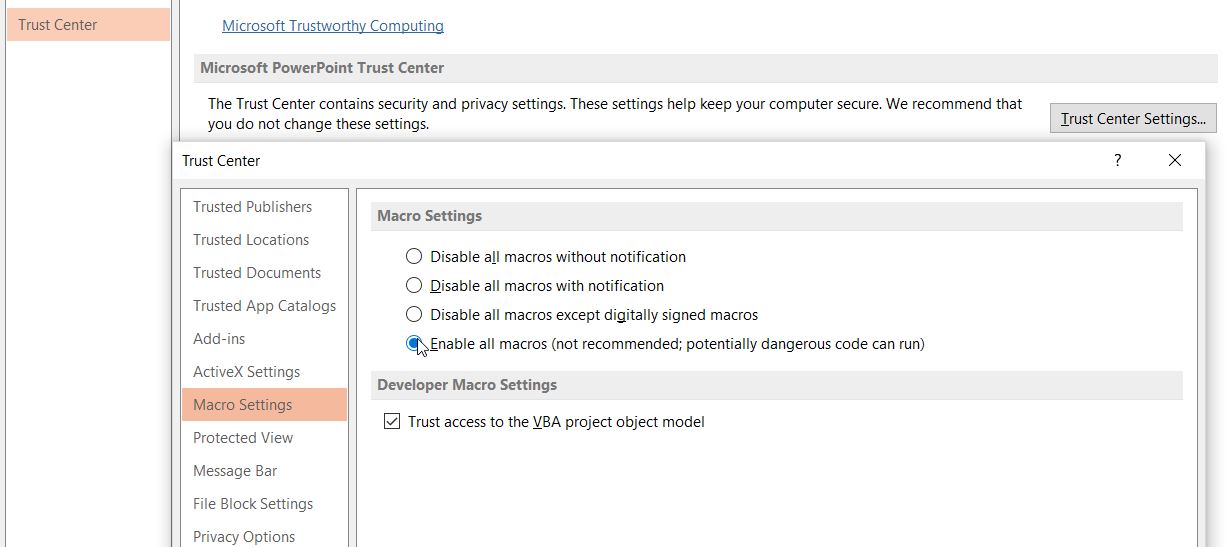 Trust Center
Microsoft Trustworthy Computing
Microsoft PowerPoint Trust Center
The Trust Center contains security and privacy settings. These settings help keep your computer secure. We recommend that
you do not change these settings.
Trust Center Settings...
Trust Center
?
Trusted Publishers
Trusted Locations
Trusted Documents
Trusted App Catalogs
Add-ins
ActiveX Settings
Macro Settings
Protected View
Message Bar
File Block Settings
Privacy Options
Macro Settings
Disable all macros without notification
Disable all macros with notification
Disable all macros except digitally signed macros
Enable all macros (not recommended; potentially dangerous code can run)
Developer Macro Settings
Trust access to the VBA project object model